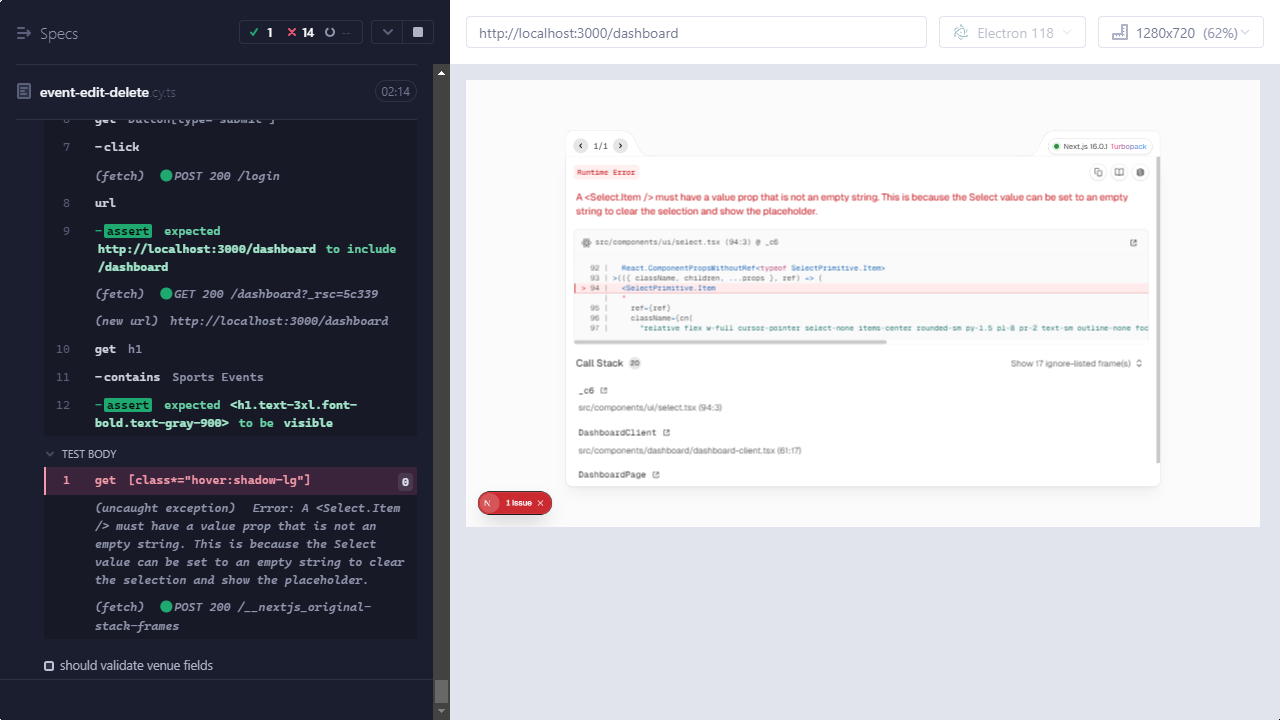 Specs
1 14 --
event-edit-delete.cy.ts 02:14
6 get button[type="submit"]
7 -click
(fetch) POST 200 /login
8 url
9 -assert expected
http://localhost:3000/dashboard to include
/dashboard
(fetch) GET 200 /dashboard?_rsc=5c339
(new url) http://localhost:3000/dashboard
10 get h1
11 -contains Sports Events
12 -assert expected <h1.text-3xl.font-
bold.text-gray-900> to be visible
TEST BODY
1 get [class*="hover:shadow-lg"] 0
(uncaught exception) Error: A <Select.Item
/> must have a value prop that is not an
empty string. This is because the Select
value can be set to an empty string to clear
the selection and show the placeholder.
(fetch) POST 200 /__nextjs_original-
stack-frames
should validate venue fields
http://localhost:3000/dashboard
Electron 118
1280x720 (62%)
1/1
Next.js 16.0.1 Turbopack
Runtime Error
A <Select.Item /> must have a value prop that is not an empty string. This is because the Select value can be set to an empty
string to clear the selection and show the placeholder.
src/components/ui/select.tsx (94:3) @ _c6
92 | React.ComponentPropsWithoutRef<typeof SelectPrimitive.Item>
93 | >(({ className, children, ...props }, ref) => (
> 94 | <SelectPrimitive.Item
| ^
95 | ref={ref}
96 | className={cn(
97 | "relative flex w-full cursor-pointer select-none items-center rounded-sm py-1.5 pl-8 pr-2 text-sm outline-none foc
Call Stack 20
Show 17 ignore-listed frame(s)
_c6
src/components/ui/select.tsx (94:3)
DashboardClient
src/components/dashboard/dashboard-client.tsx (61:17)
DashboardPage
N 1 Issue